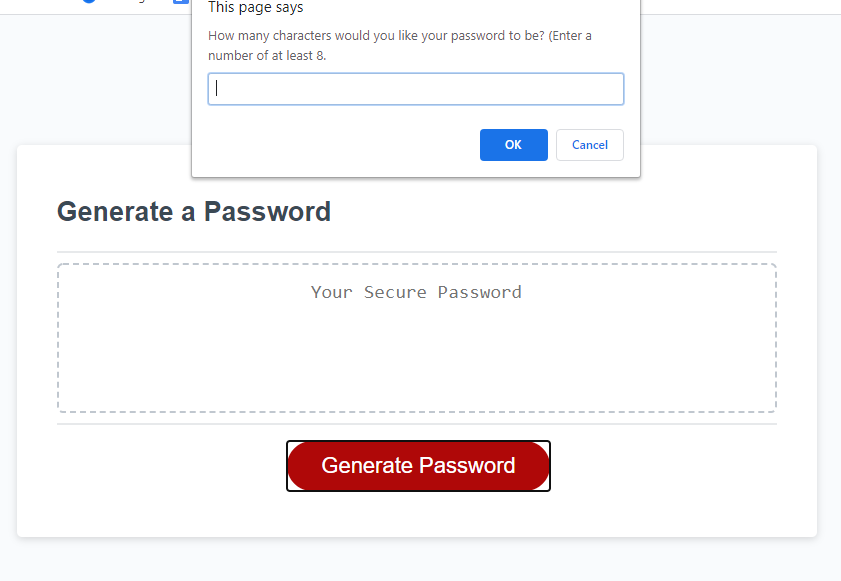 This page says
How many characters would you like your password to be? (Enter a
number of at least 8.
OK
Cancel
Generate a Password
Your Secure Password
Generate Password